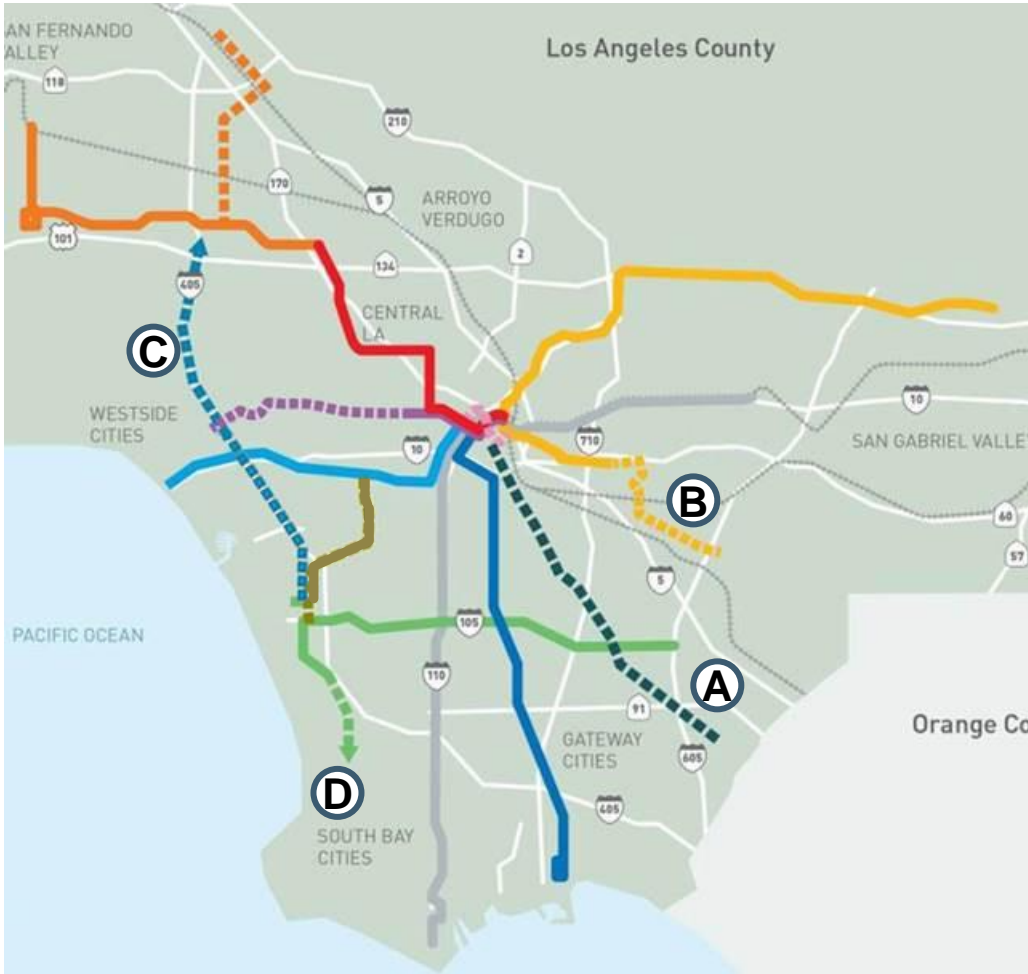 AN FERNANDO
ALLEY
Los Angeles County
118
210
170
5
ARROYO
VERDUGO
101
2
134
405
CENTRAL
LA
C
WESTSIDE
CITIES
10
710
10
SAN GABRIEL VALLEY
B
60
57
5
PACIFIC OCEAN
105
110
A
91
Orange Co
GATEWAY
CITIES
605
D
405
SOUTH BAY
CITIES